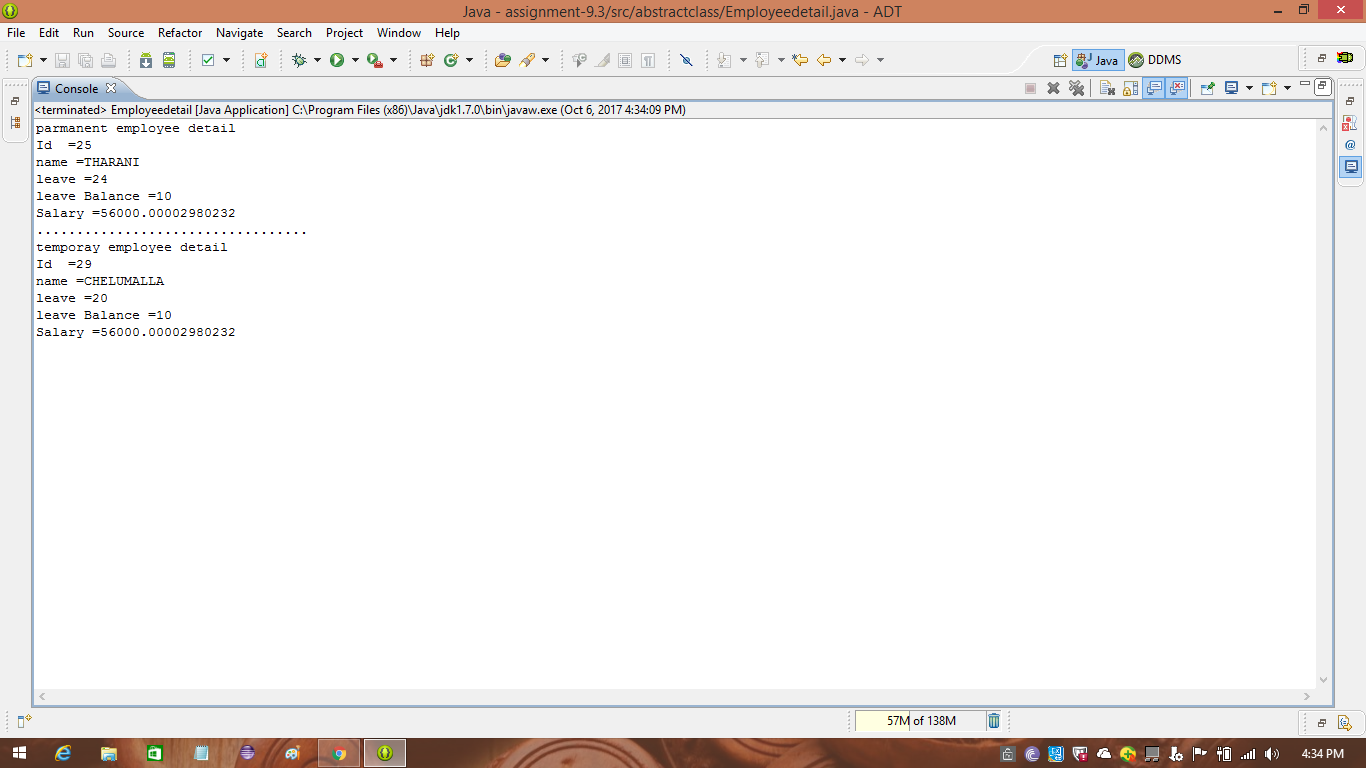 Java - assignment-9.3/src/abstractclass/Employeedetail.java - ADT
File Edit Run Source Refactor Navigate Search Project Window Help
Java DDMS
Console
<terminated> Employeedetail [Java Application] C:\Program Files (x86)\Java\jdk1.7.0\bin\javaw.exe (Oct 6, 2017 4:34:09 PM)
parmanent employee detail
Id  =25
name =THARANI
leave =24
leave Balance =10
Salary =56000.00002980232
..................................
temporay employee detail
Id  =29
name =CHELUMALLA
leave =20
leave Balance =10
Salary =56000.00002980232
57M of 138M
4:34 PM